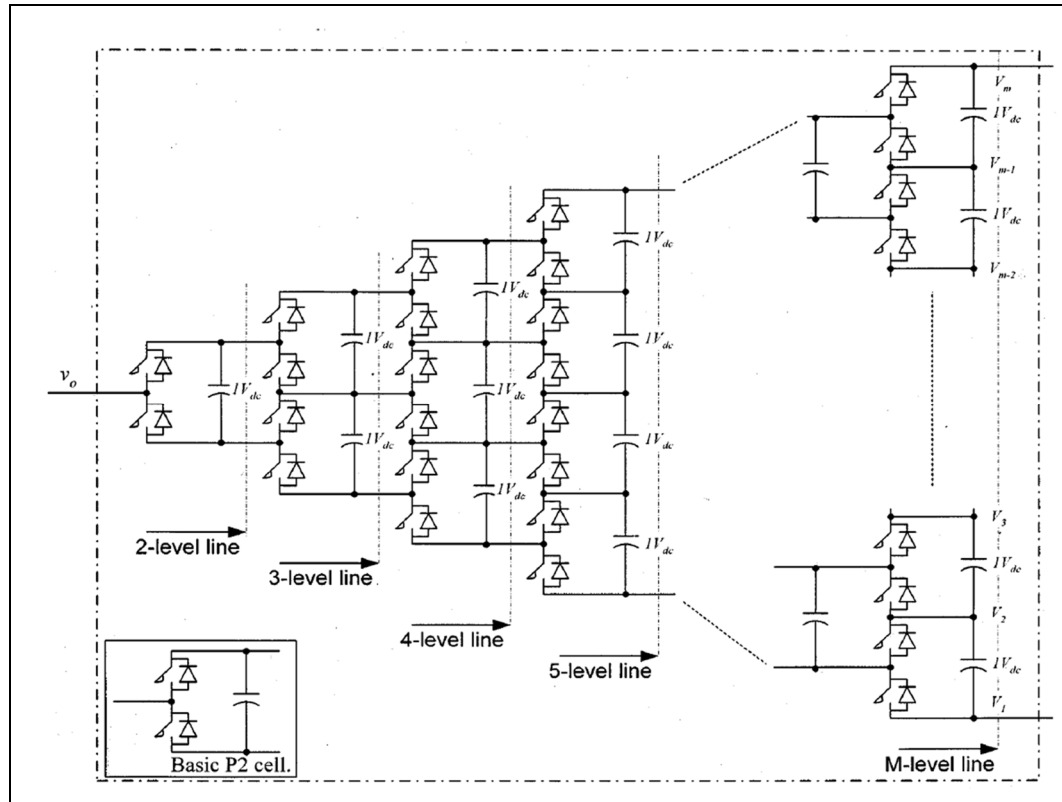 V_m
1V_dc
V_m-1
1V_dc
V_m-2
1V_dc
1V_dc
1V_dc
1V_dc
1V_dc
v_o
1V_dc
1V_dc
1V_dc
1V_dc
1V_dc
V_3
1V_dc
V_2
1V_dc
V_1
2-level line
3-level line
4-level line
5-level line
M-level line
Basic P2 cell.